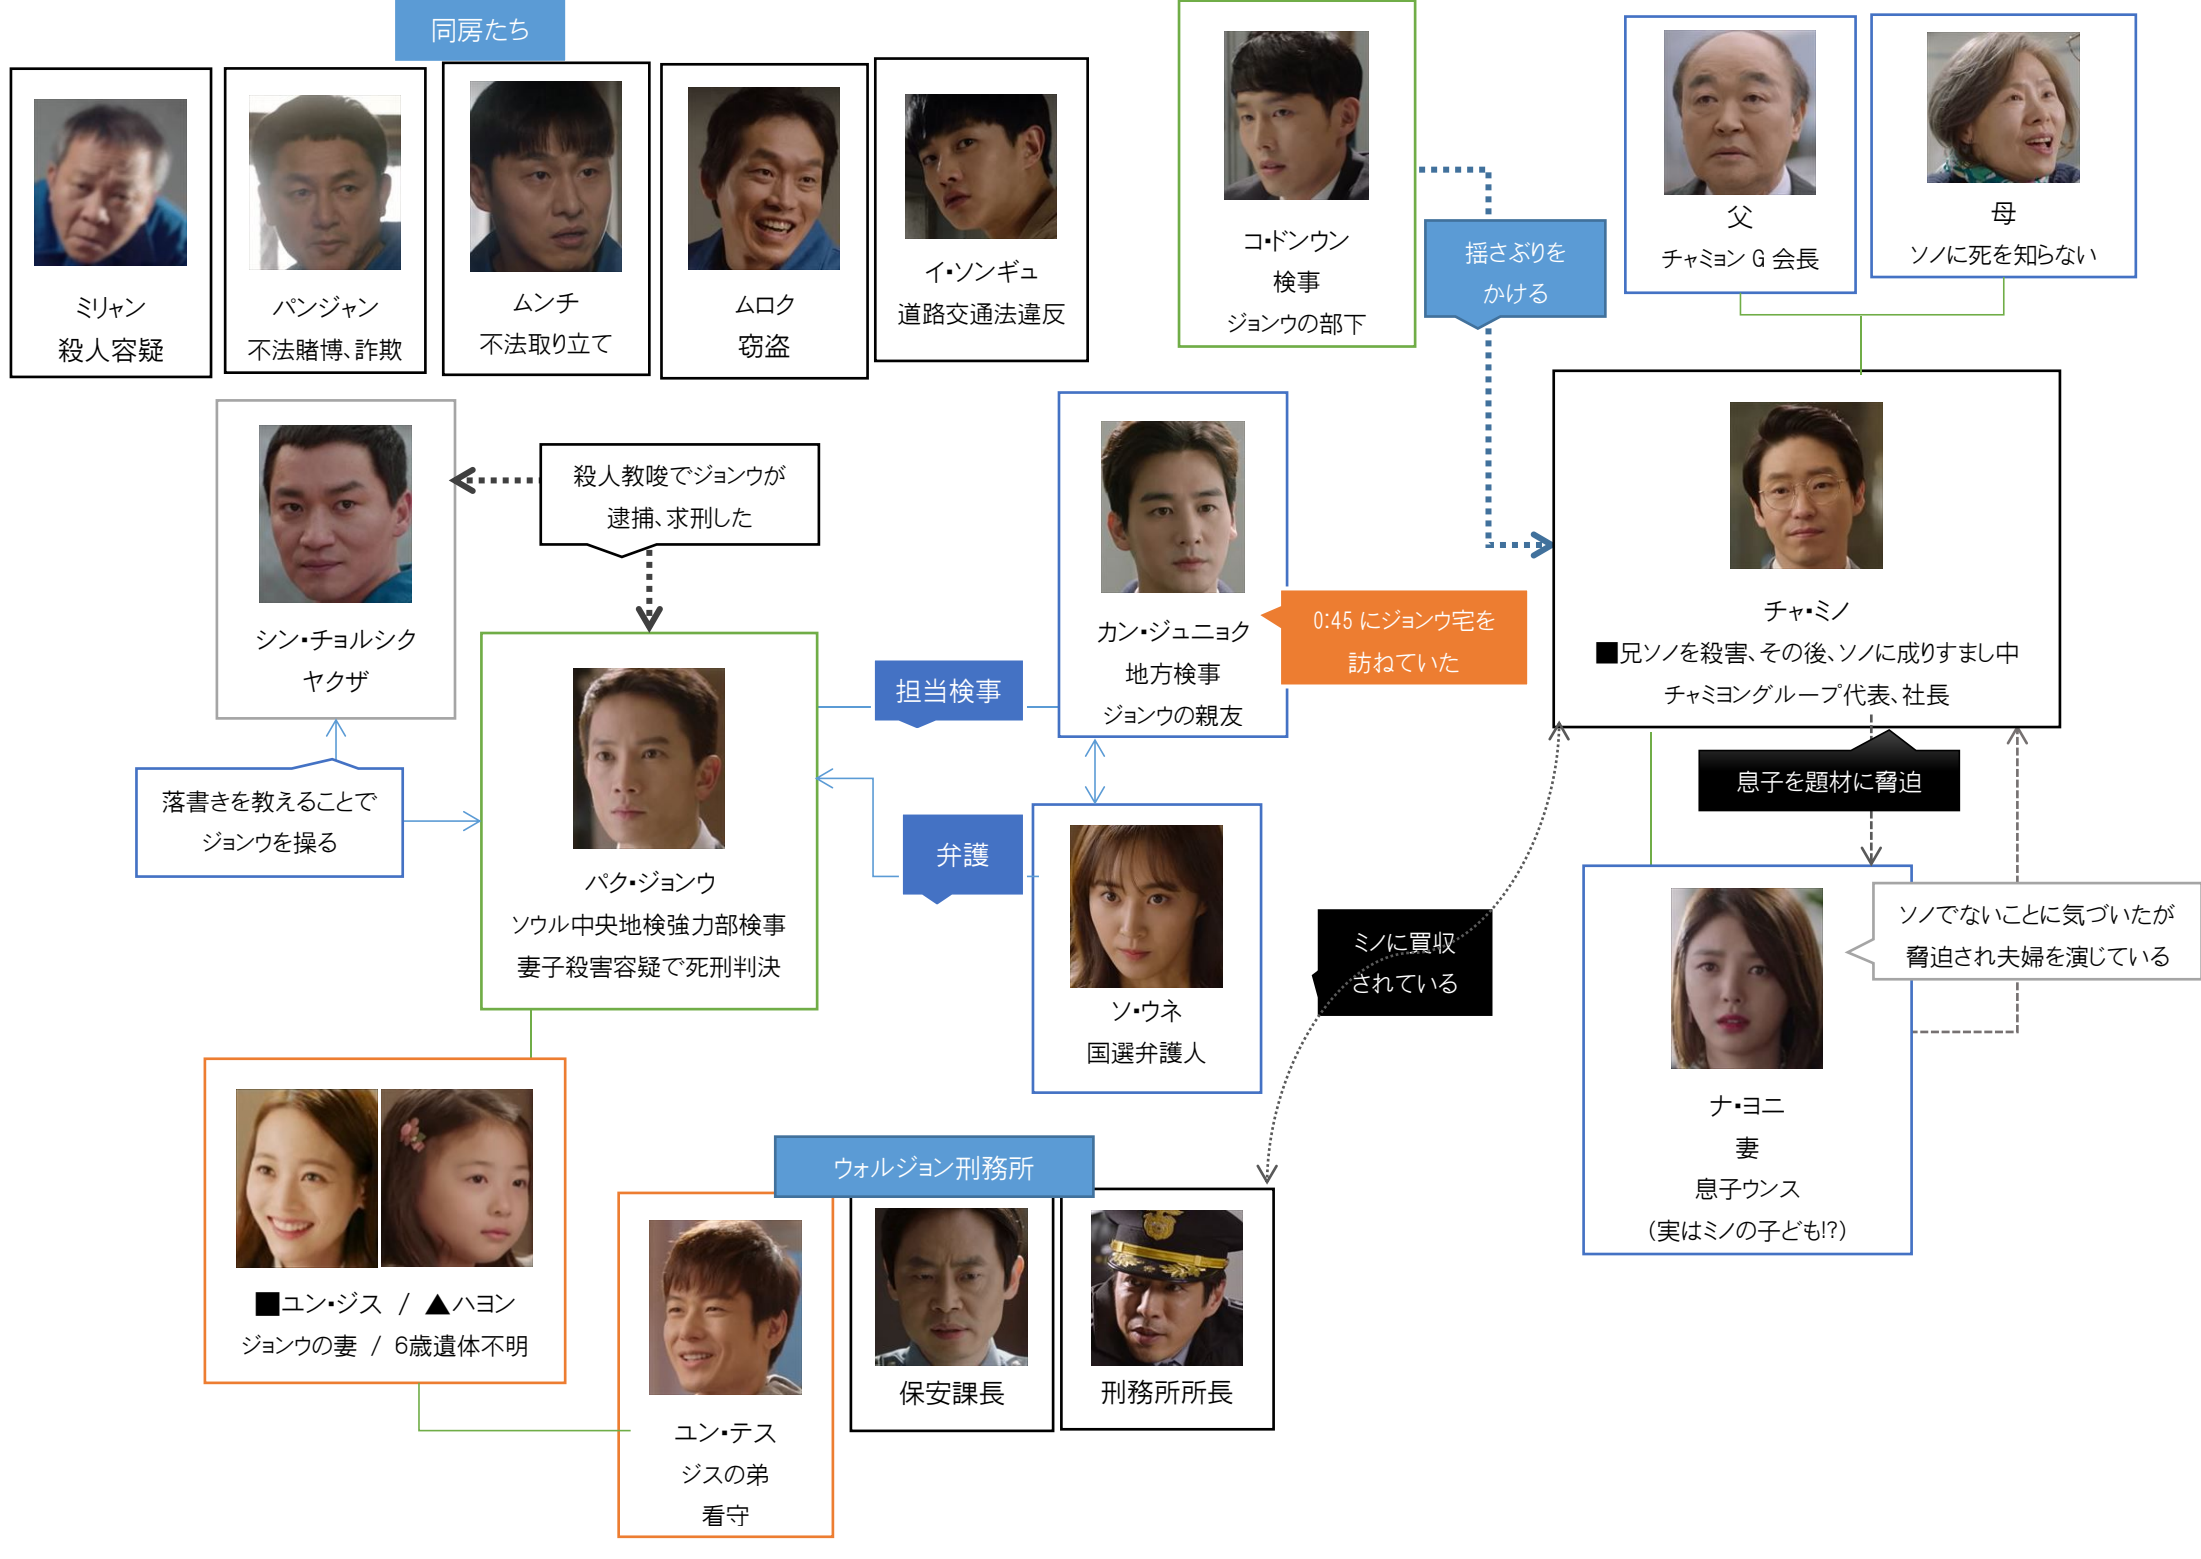 同房たち
ミリャン
殺人容疑
パンジャン
不法賭博、詐欺
ムンチ
不法取り立て
ムロク
窃盗
イ・ソンギュ
道路交通法違反
コ・ドンウン
検事
ジョンウの部下
揺さぶりを
かける
父
チャミョン G 会長
母
ソノに死を知らない
シン・チョルシク
ヤクザ
殺人教唆でジョンウが
逮捕、求刑した
カン・ジュニョク
地方検事
ジョンウの親友
0:45 にジョンウ宅を
訪ねていた
チャ・ミノ
■兄ソノを殺害、その後、ソノに成りすまし中
チャミョングループ代表、社長
担当検事
落書きを教えることで
ジョンウを操る
パク・ジョンウ
ソウル中央地検強力部検事
妻子殺害容疑で死刑判決
弁護
ソ・ウネ
国選弁護人
息子を題材に脅迫
ミノに買収
されている
ソノでないことに気づいたが
脅迫され夫婦を演じている
ナ・ヨニ
妻
息子ウンス
(実はミノの子ども!?)
■ユン・ジス / ▲ハヨン
ジョンウの妻 / 6歳遺体不明
ウォルジョン刑務所
ユン・テス
ジスの弟
看守
保安課長
刑務所所長